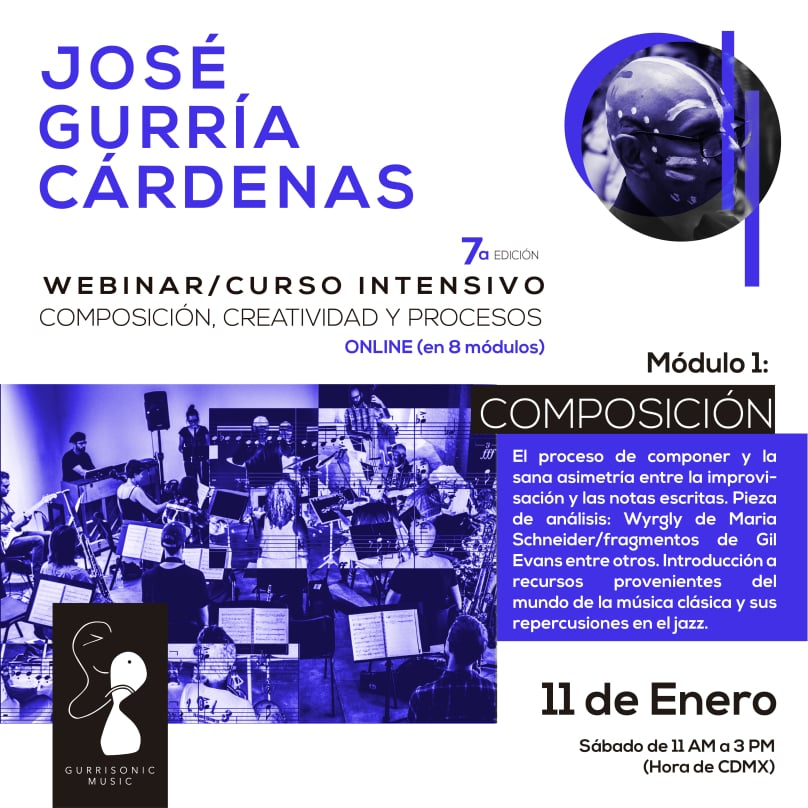 JOSÉ
GURRÍA
CÁRDENAS
7a EDICIÓN
WEBINAR/CURSO INTENSIVO
COMPOSICIÓN, CREATIVIDAD Y PROCESOS
ONLINE (en 8 módulos)
Módulo 1:
COMPOSICIÓN
El proceso de componer y la
sana asimetría entre la improvi-
sación y las notas escritas. Pieza
de análisis: Wyrgly de Maria
Schneider/fragmentos de Gil
Evans entre otros. Introducción a
recursos provenientes del
mundo de la música clásica y sus
repercusiones en el jazz.
11 de Enero
Sábado de 11 AM a 3 PM
(Hora de CDMX)
GURRISONIC
MUSIC